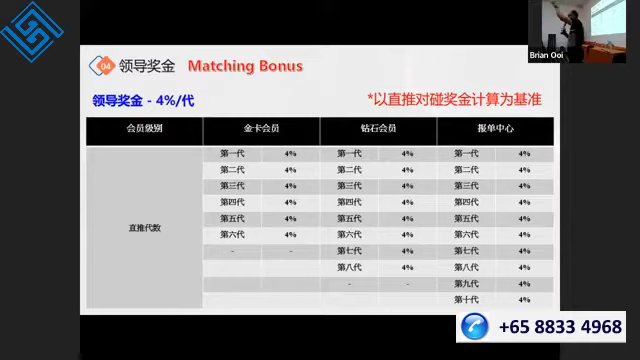 Brian Ooi
04 领导奖金 Matching Bonus
领导奖金 - 4%/代
*以直推对碰奖金计算为基准
会员级别 金卡会员 钻石会员 报单中心
直推代数
第一代 4% 第一代 4% 第一代 4%
第二代 4% 第二代 4% 第二代 4%
第三代 4% 第三代 4% 第三代 4%
第四代 4% 第四代 4% 第四代 4%
第五代 4% 第五代 4% 第五代 4%
第六代 4% 第六代 4% 第六代 4%
- - 第七代 4% 第七代 4%
第八代 4% 第八代 4%
- - 第九代 4%
第十代 4%
+65 8833 4968